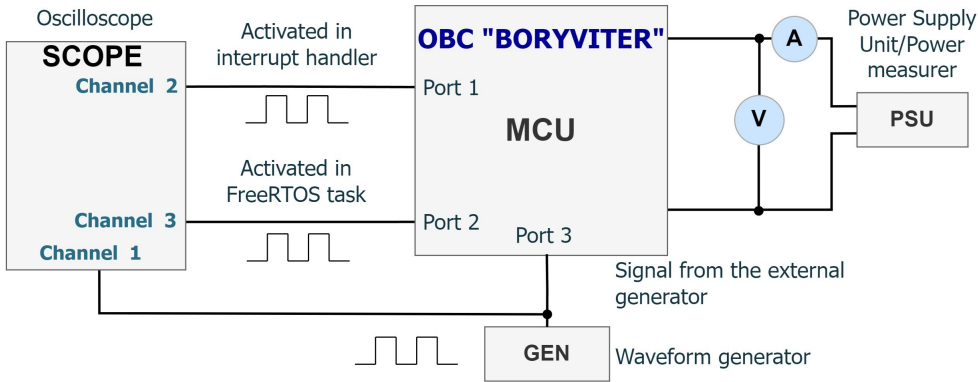 Oscilloscope
SCOPE
Channel 2
Channel 3
Channel 1
Activated in
interrupt handler
Activated in
FreeRTOS task
OBC "BORYVITER"
Port 1
MCU
Port 2
Port 3
A
V
Power Supply
Unit/Power
measurer
PSU
Signal from the external
generator
GEN
Waveform generator